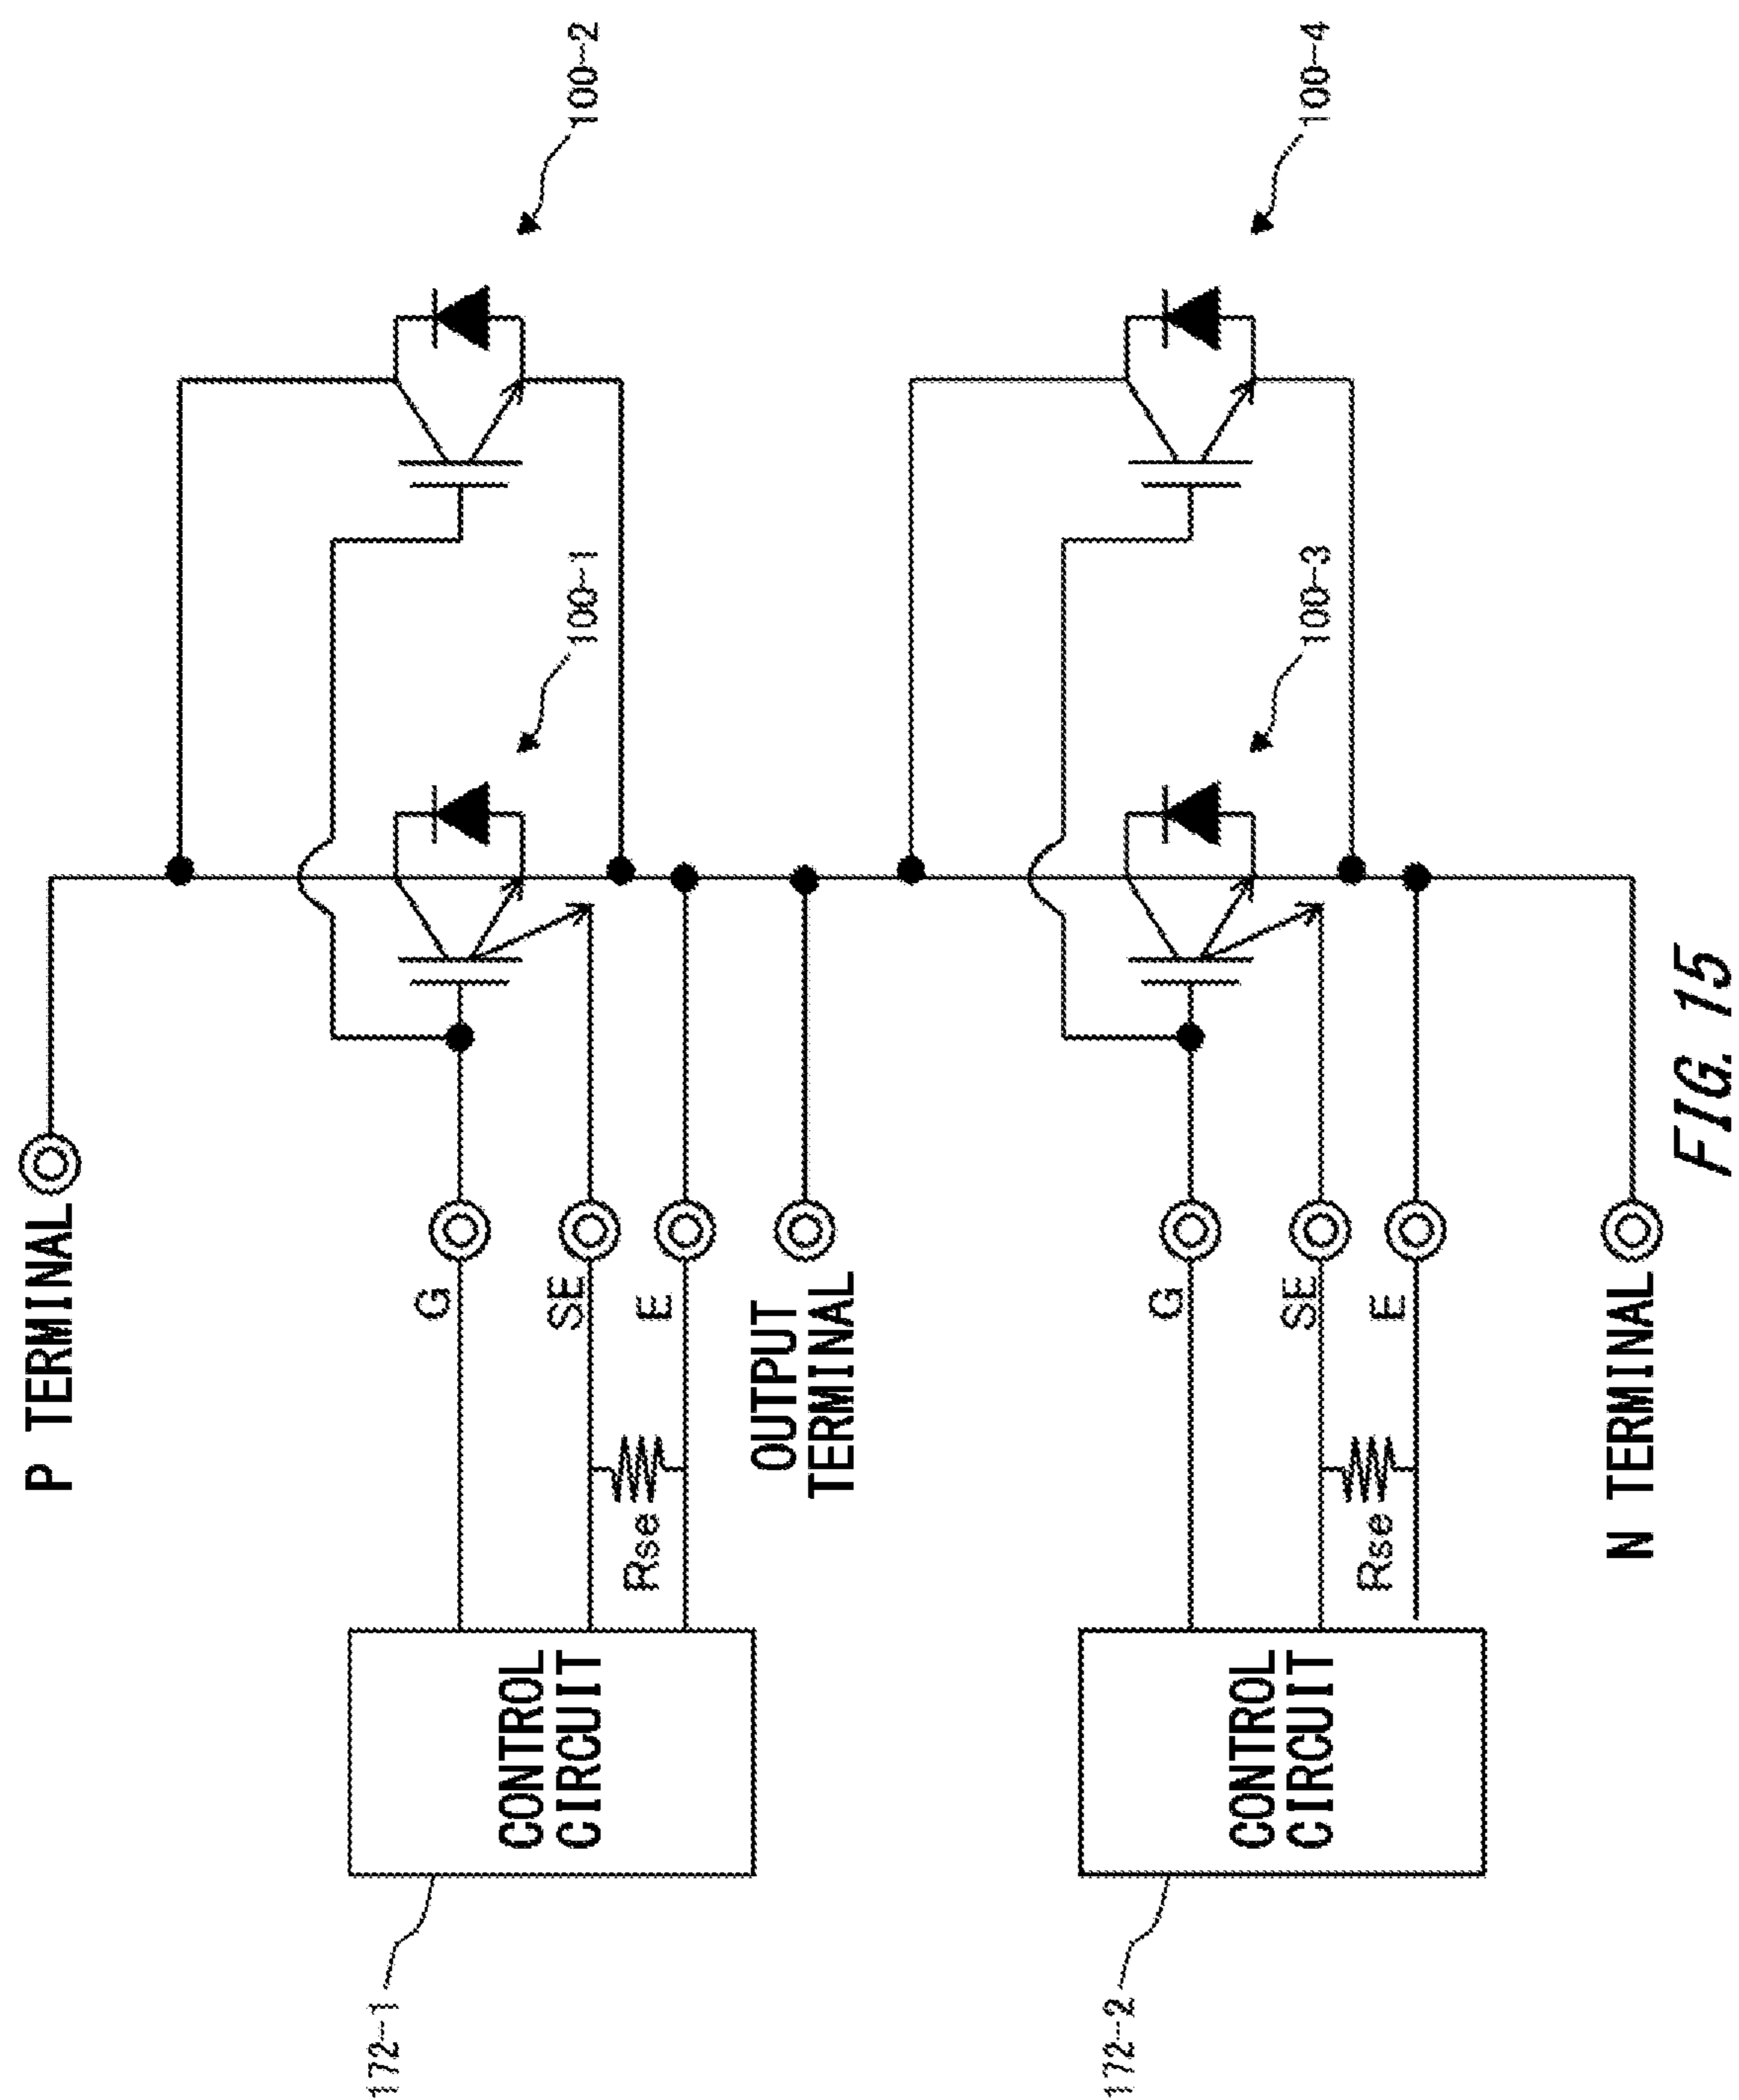 P TERMINAL
100-2
100-1
G
SE
E
Rse
CONTROL
CIRCUIT
172-1
OUTPUT
TERMINAL
100-4
100-3
G
SE
E
Rse
CONTROL
CIRCUIT
172-2
N TERMINAL
FIG. 15